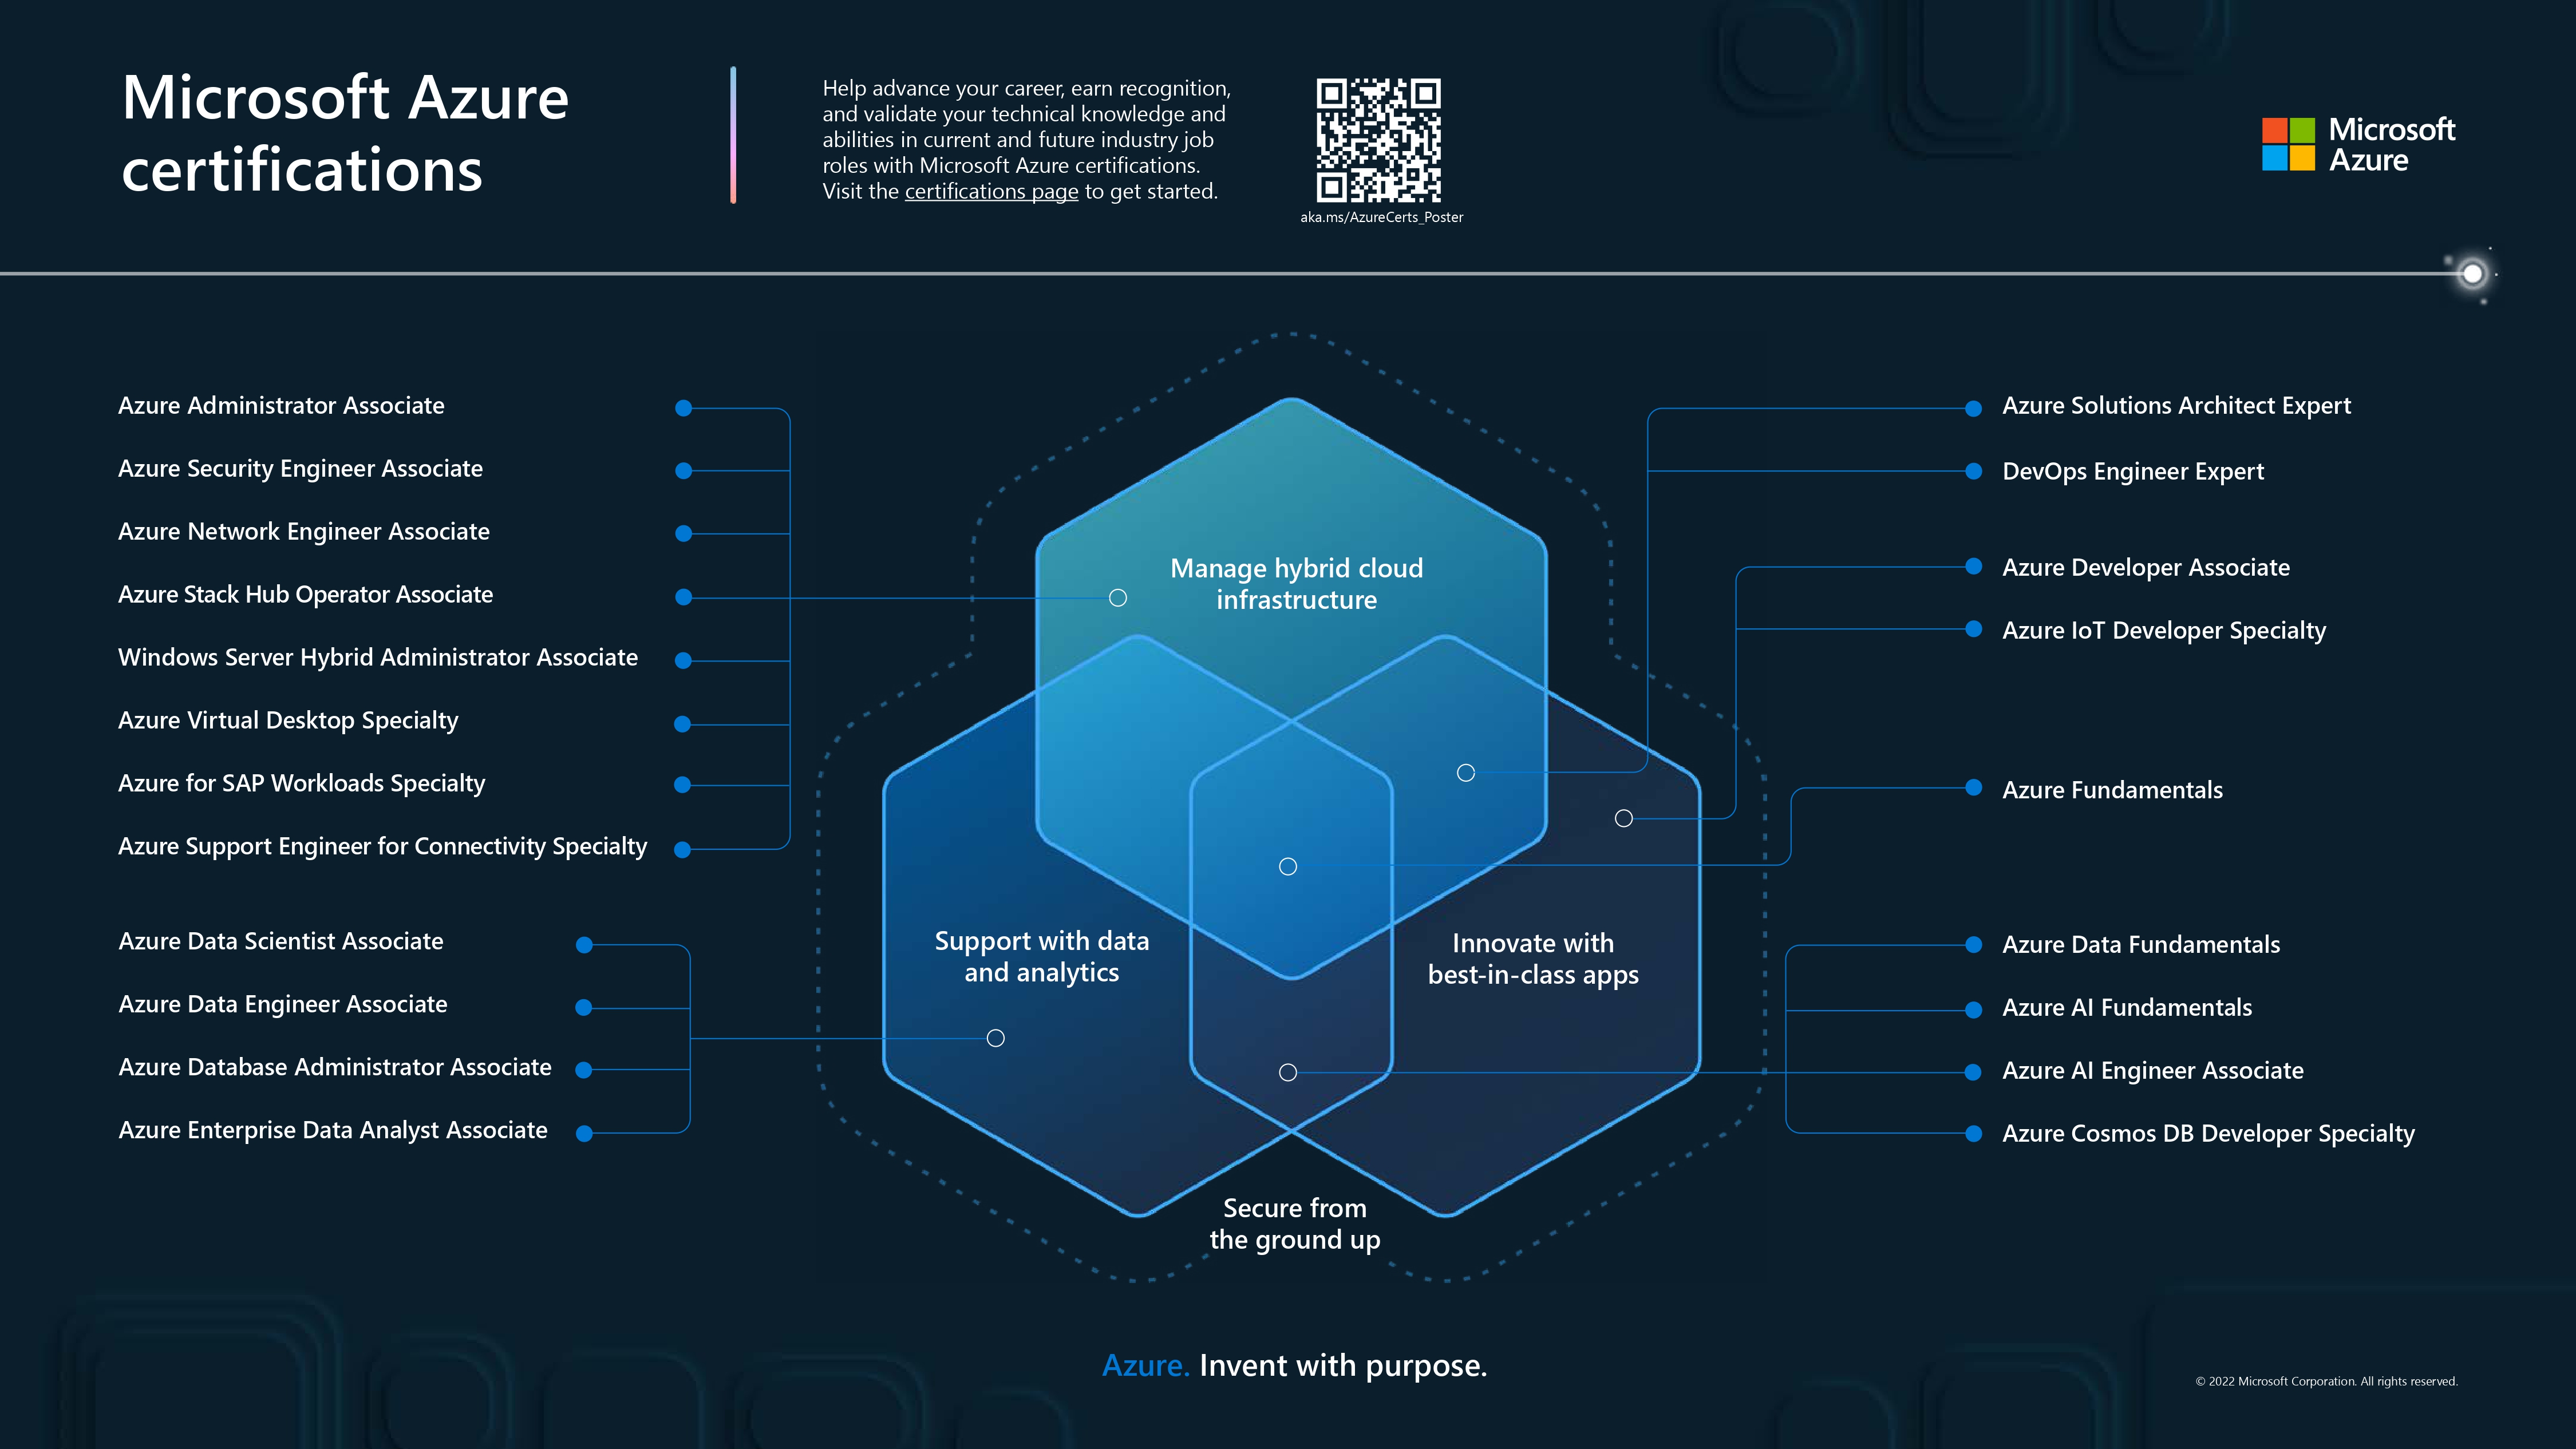 Microsoft Azure
certifications
Help advance your career, earn recognition,
and validate your technical knowledge and
abilities in current and future industry job
roles with Microsoft Azure certifications.
Visit the certifications page to get started.
aka.ms/AzureCerts_Poster
Microsoft
Azure
Azure Administrator Associate
Azure Security Engineer Associate
Azure Network Engineer Associate
Azure Stack Hub Operator Associate
Windows Server Hybrid Administrator Associate
Azure Virtual Desktop Specialty
Azure for SAP Workloads Specialty
Azure Support Engineer for Connectivity Specialty
Azure Data Scientist Associate
Azure Data Engineer Associate
Azure Database Administrator Associate
Azure Enterprise Data Analyst Associate
Manage hybrid cloud
infrastructure
Support with data
and analytics
Innovate with
best-in-class apps
Secure from
the ground up
Azure Solutions Architect Expert
DevOps Engineer Expert
Azure Developer Associate
Azure IoT Developer Specialty
Azure Fundamentals
Azure Data Fundamentals
Azure AI Fundamentals
Azure AI Engineer Associate
Azure Cosmos DB Developer Specialty
Azure. Invent with purpose.
© 2022 Microsoft Corporation. All rights reserved.